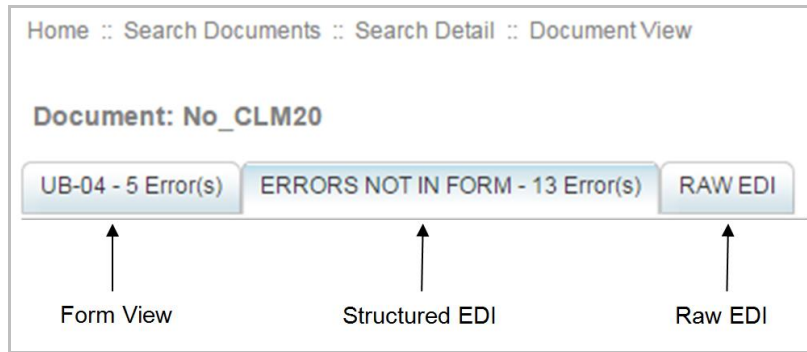 Home :: Search Documents :: Search Detail :: Document View
Document: No_CLM20
UB-04 - 5 Error(s) ERRORS NOT IN FORM - 13 Error(s) RAW EDI
Form View Structured EDI Raw EDI